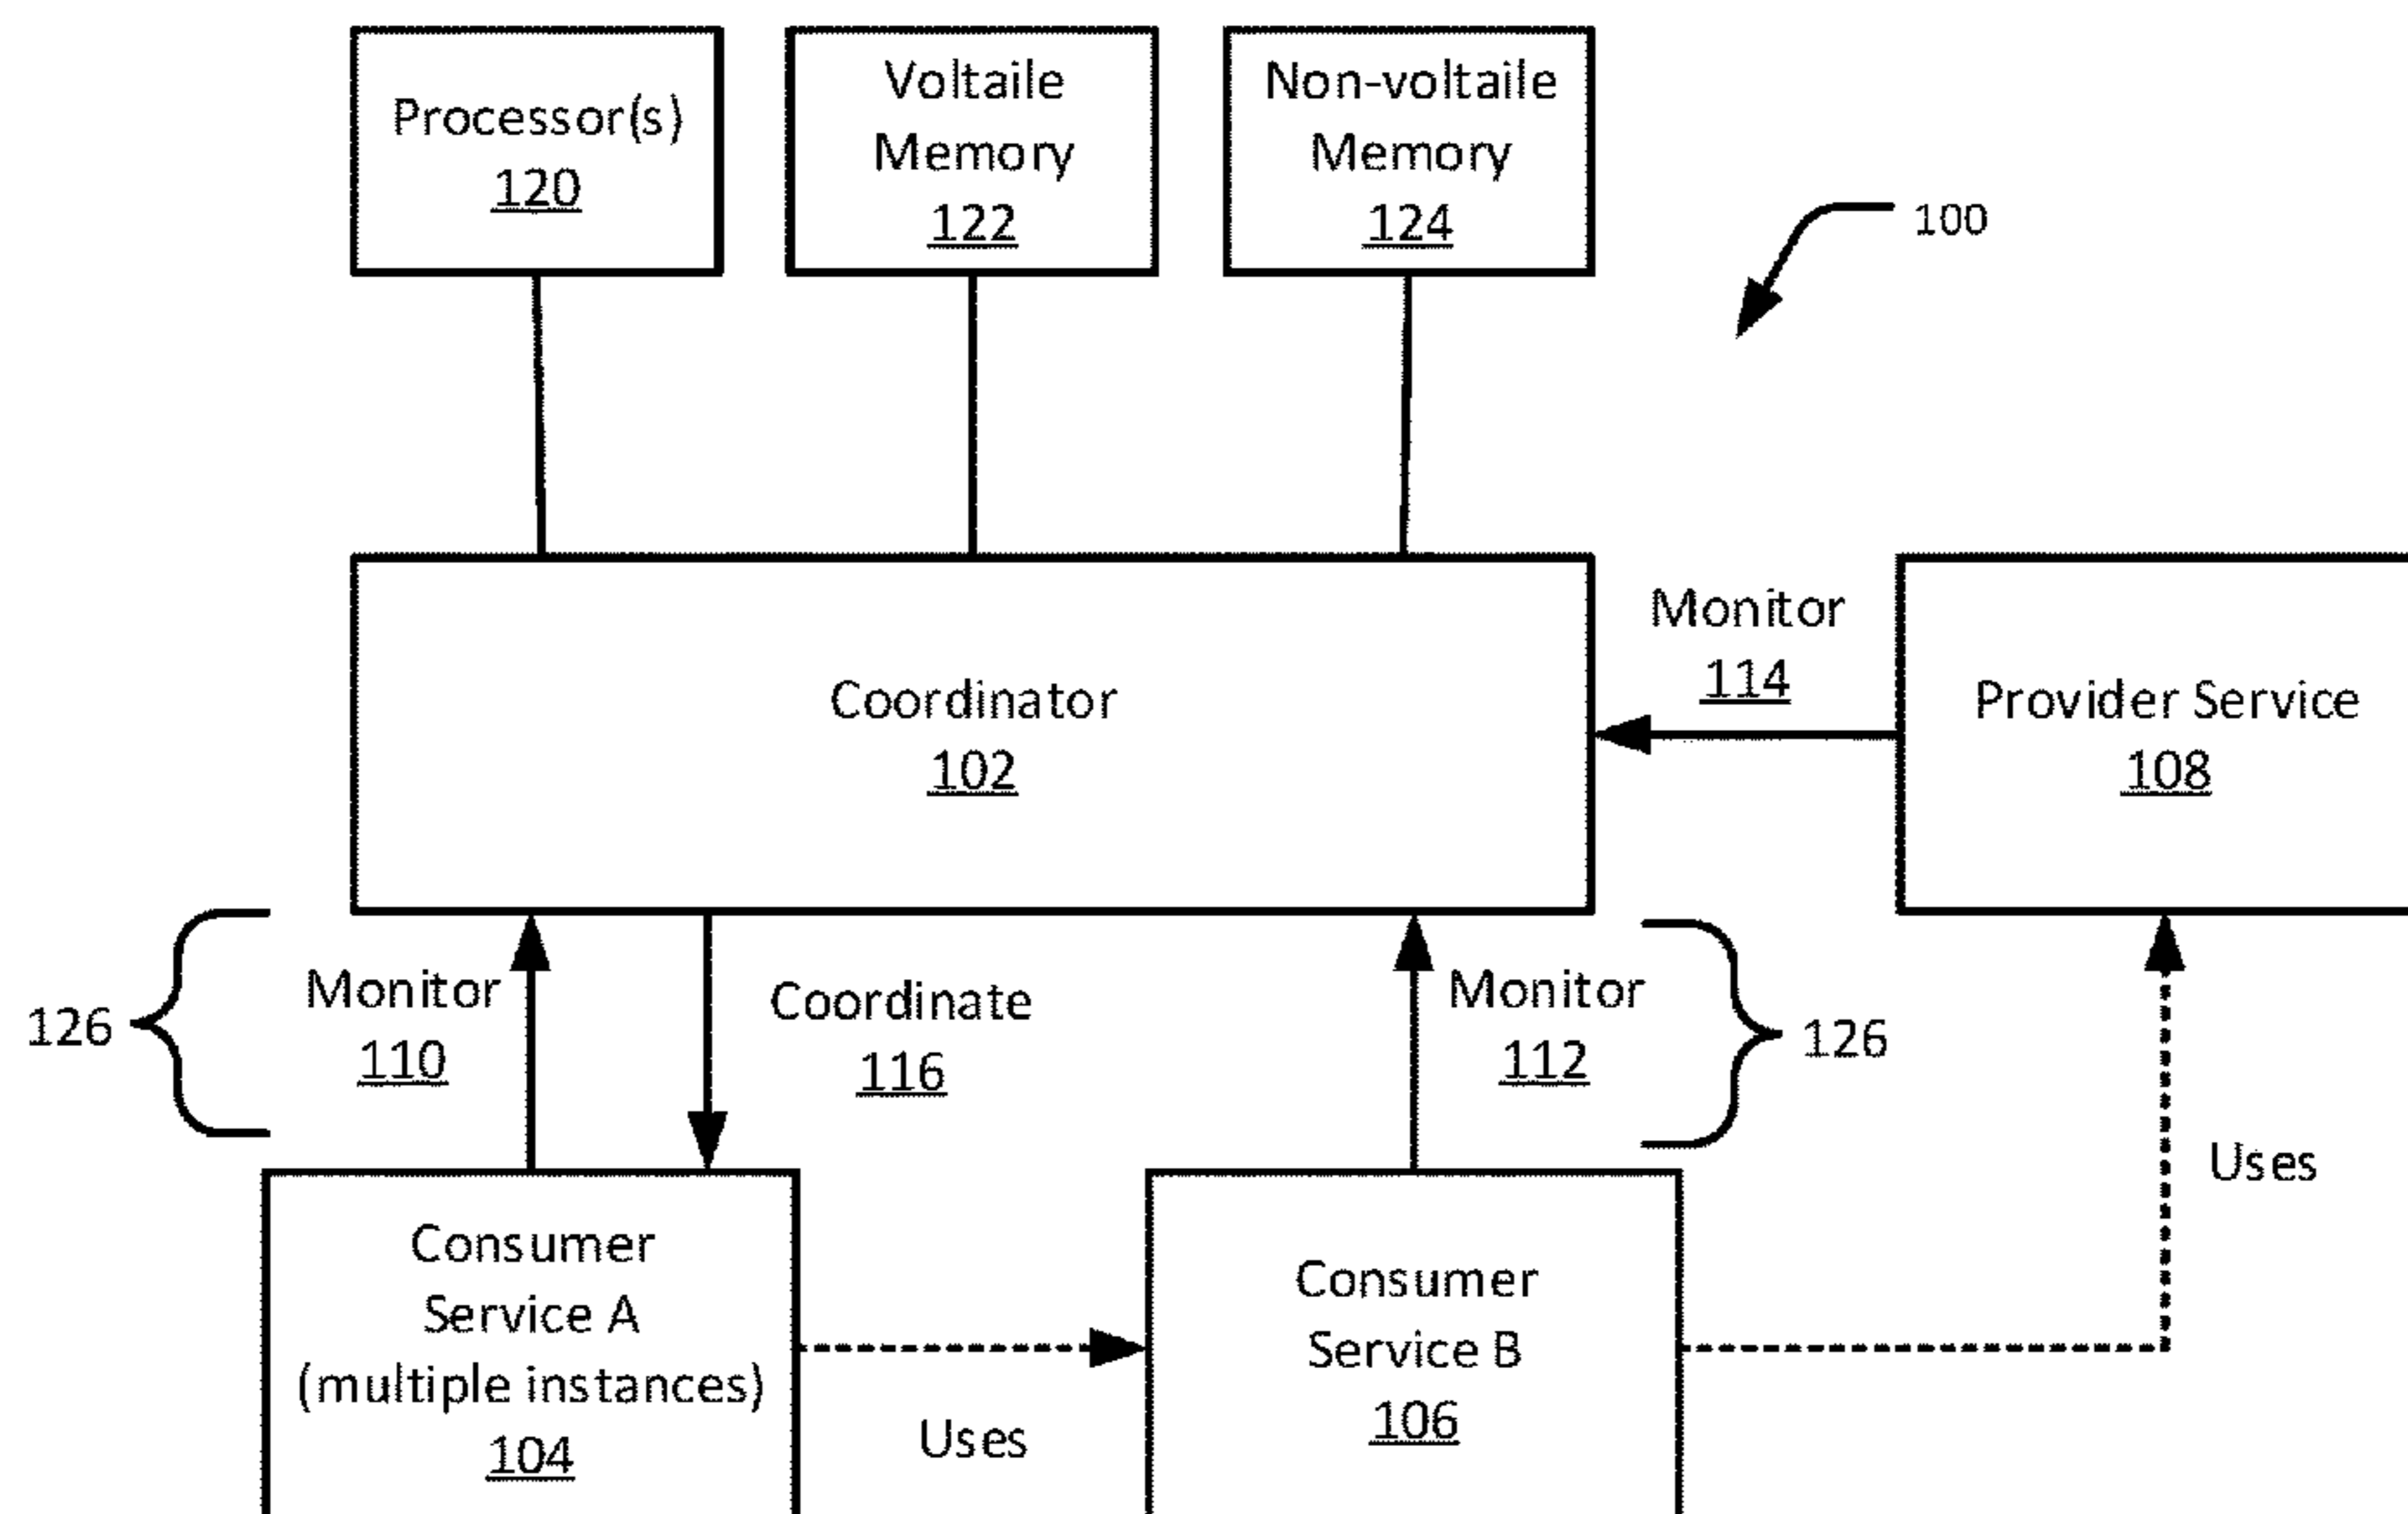 Processor(s)
120
Voltaile
Memory
122
Non-voltaile
Memory
124
100
Coordinator
102
Monitor
114
Provider Service
108
126
Monitor
110
Coordinate
116
Monitor
112
126
Uses
Consumer
Service A
(multiple instances)
104
Uses
Consumer
Service B
106